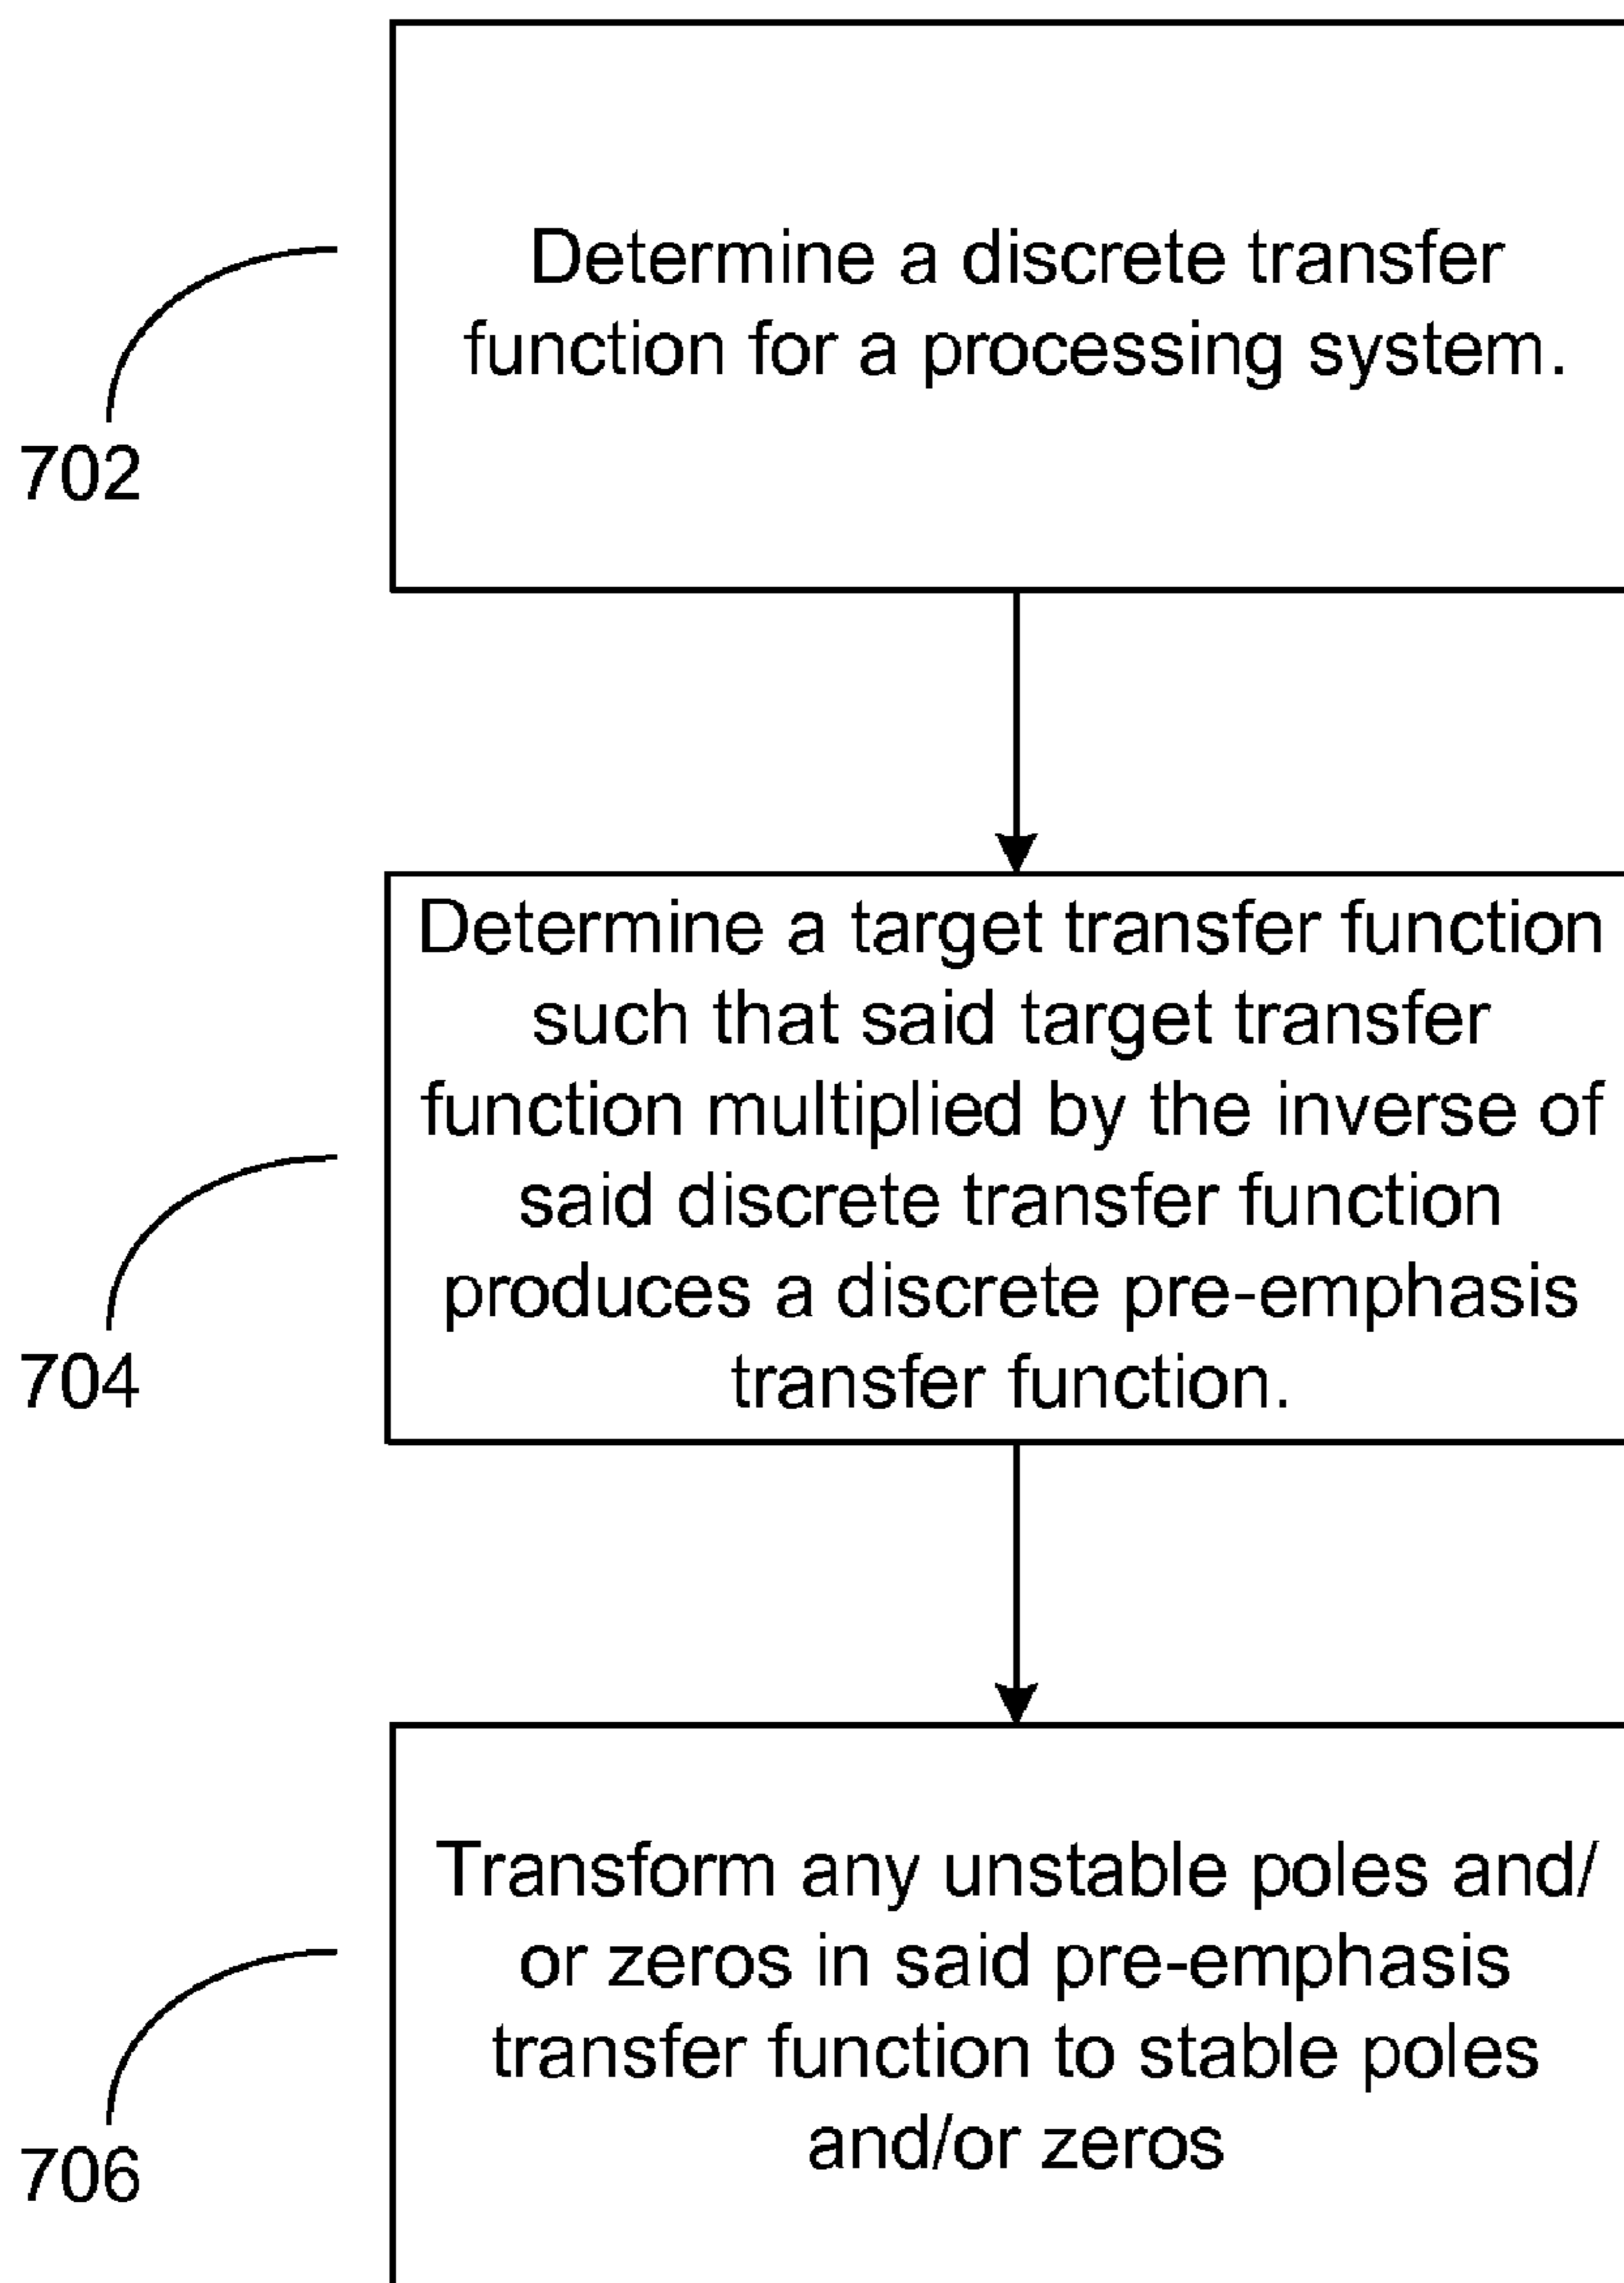 Determine a discrete transfer
function for a processing system.
702
Determine a target transfer function
such that said target transfer
function multiplied by the inverse of
said discrete transfer function
produces a discrete pre-emphasis
transfer function.
704
Transform any unstable poles and/
or zeros in said pre-emphasis
transfer function to stable poles
and/or zeros
706